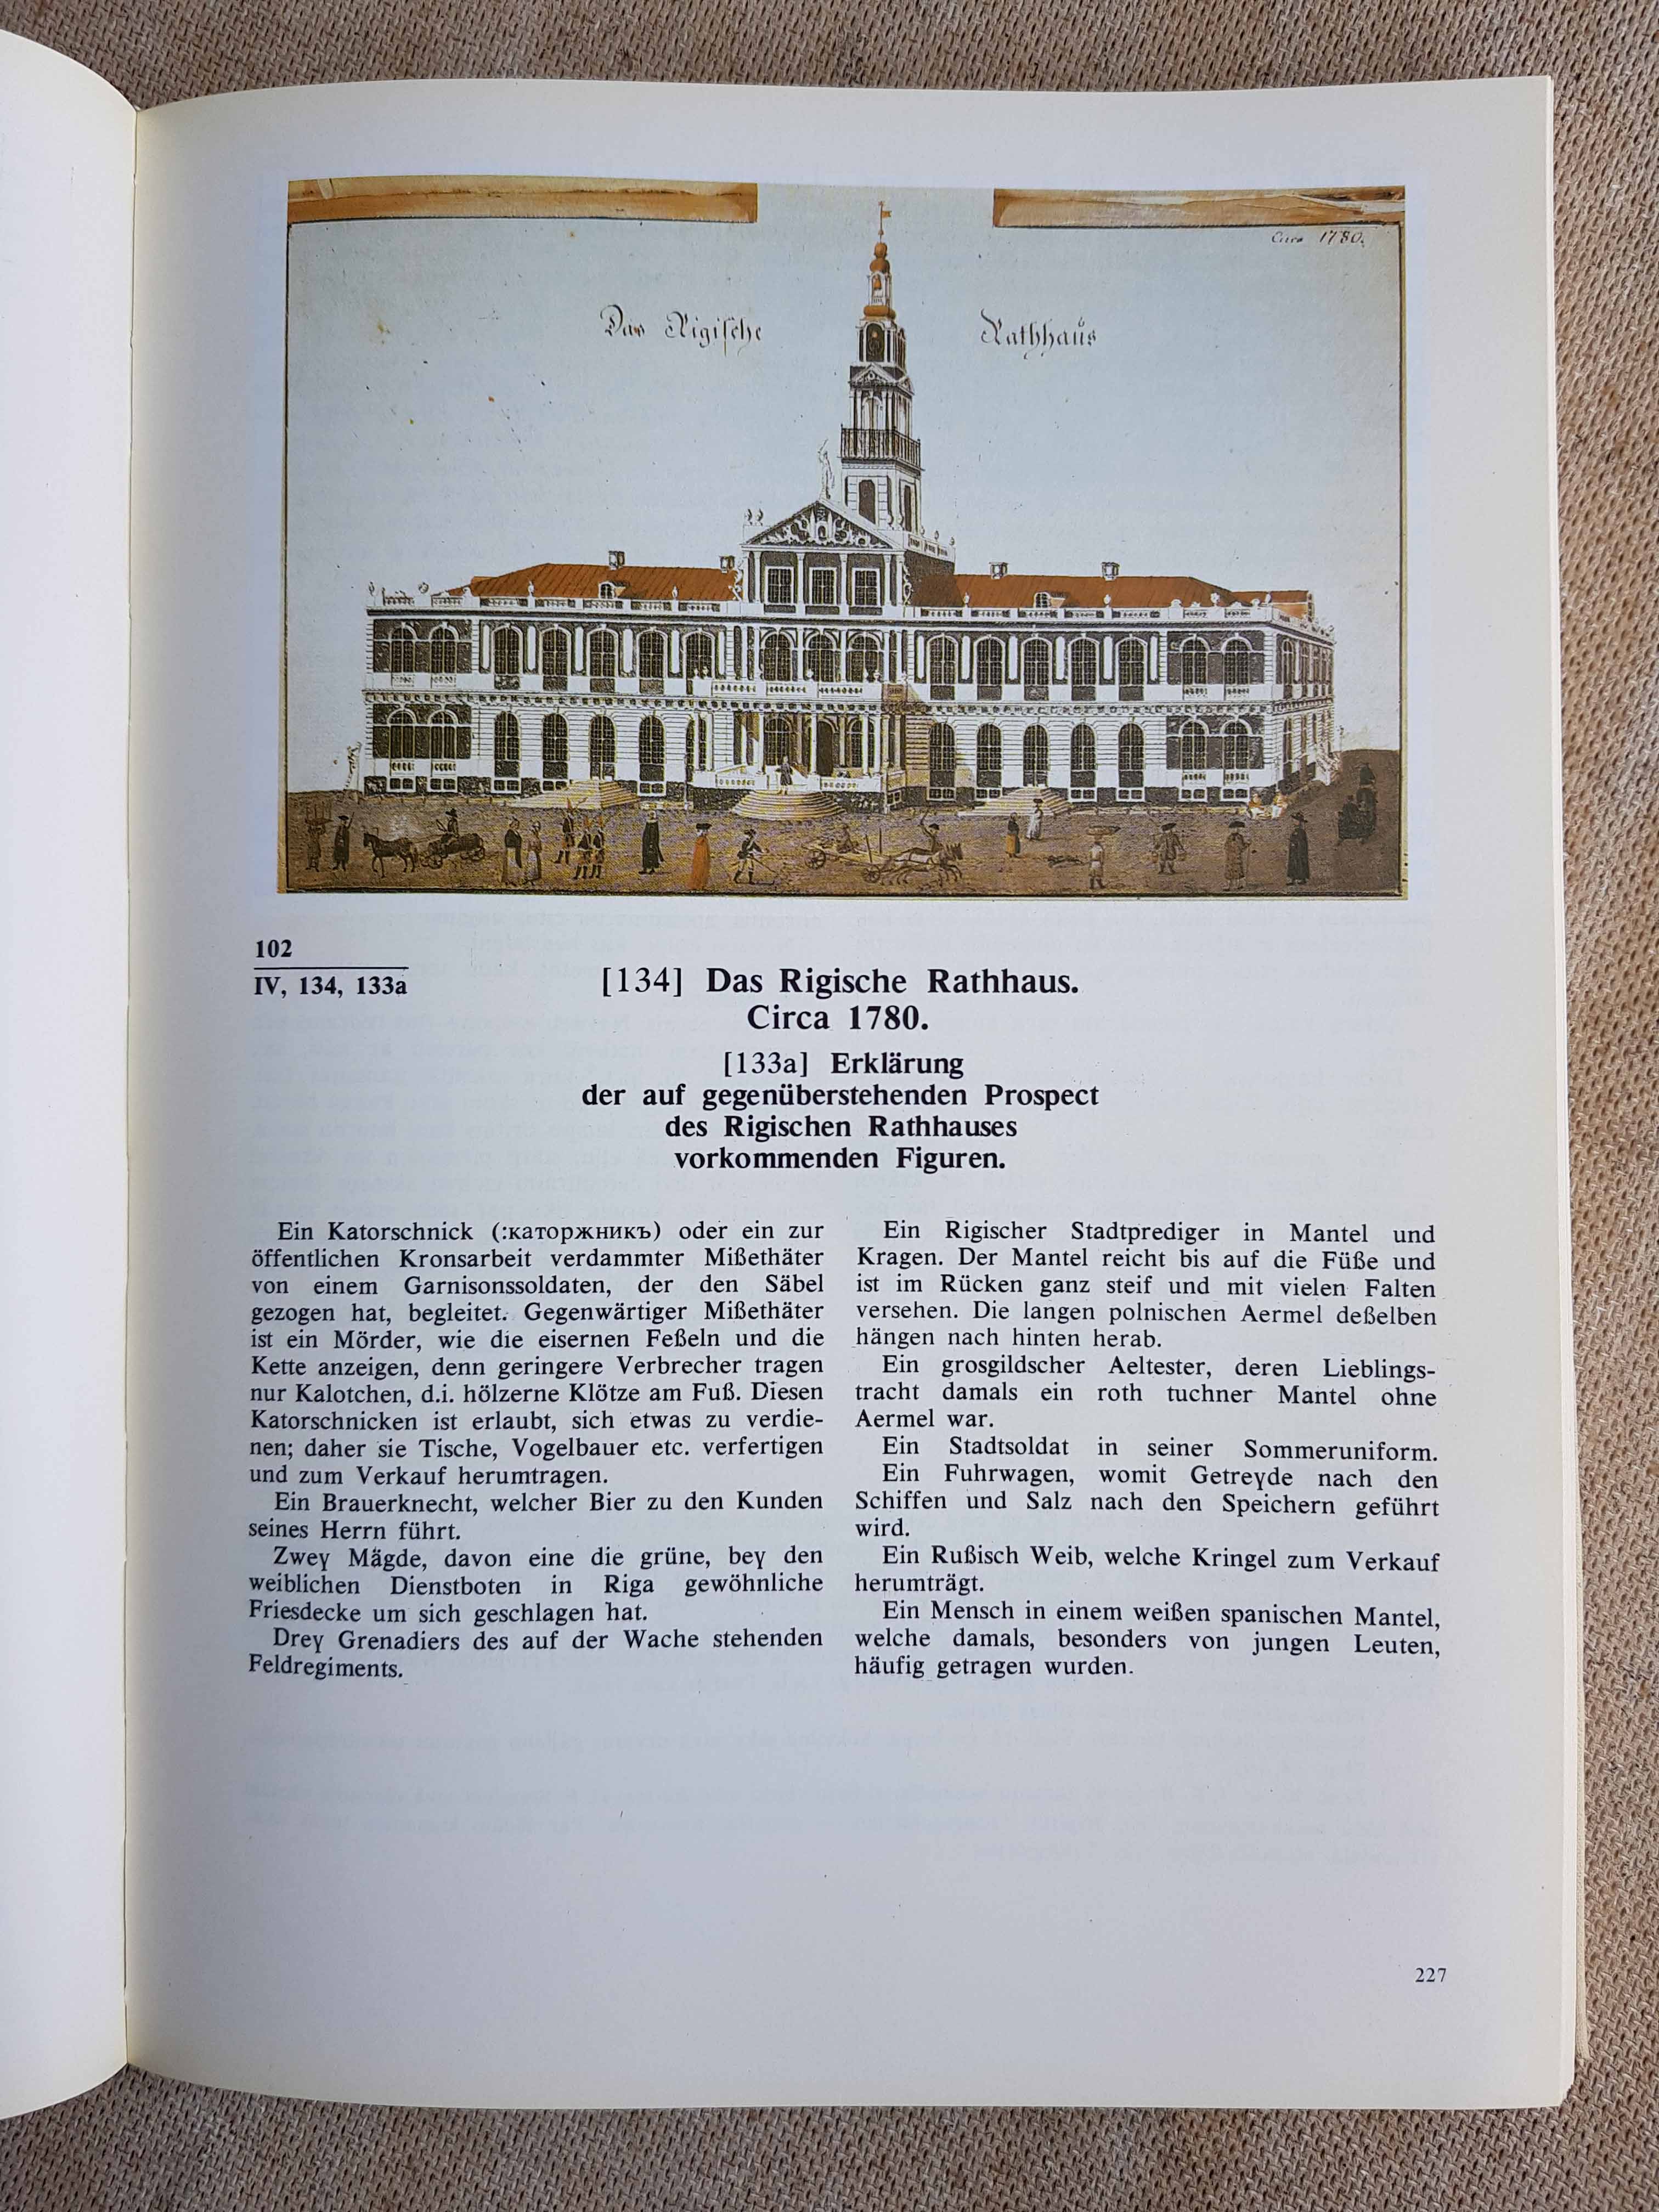 Circa 1780.
Das Rigische Rathhaus
102
IV, 134, 133a
[134] Das Rigische Rathhaus.
Circa 1780.
[133a] Erklärung
der auf gegenüberstehenden Prospect
des Rigischen Rathhauses
vorkommenden Figuren.
Ein Katorschnick (:каторжникъ) oder ein zur
öffentlichen Kronsarbeit verdammter Mißethäter
von einem Garnisonssoldaten, der den Säbel
gezogen hat, begleitet. Gegenwärtiger Mißethäter
ist ein Mörder, wie die eisernen Feßeln und die
Kette anzeigen, denn geringere Verbrecher tragen
nur Kalotchen, d.i. hölzerne Klötze am Fuß. Diesen
Katorschnicken ist erlaubt, sich etwas zu verdie-
nen; daher sie Tische, Vogelbauer etc. verfertigen
und zum Verkauf herumtragen.
Ein Brauerknecht, welcher Bier zu den Kunden
seines Herrn führt.
Zwey Mägde, davon eine die grüne, bey den
weiblichen Dienstboten in Riga gewöhnliche
Friesdecke um sich geschlagen hat.
Drey Grenadiers des auf der Wache stehenden
Feldregiments.
Ein Rigischer Stadtprediger in Mantel und
Kragen. Der Mantel reicht bis auf die Füße und
ist im Rücken ganz steif und mit vielen Falten
versehen. Die langen polnischen Aermel deßelben
hängen nach hinten herab.
Ein grosgildscher Aeltester, deren Lieblings-
tracht damals ein roth tuchner Mantel ohne
Aermel war.
Ein Stadtsoldat in seiner Sommeruniform.
Ein Fuhrwagen, womit Getreyde nach den
Schiffen und Salz nach den Speichern geführt
wird.
Ein Rußisch Weib, welche Kringel zum Verkauf
herumträgt.
Ein Mensch in einem weißen spanischen Mantel,
welche damals, besonders von jungen Leuten,
häufig getragen wurden.
227